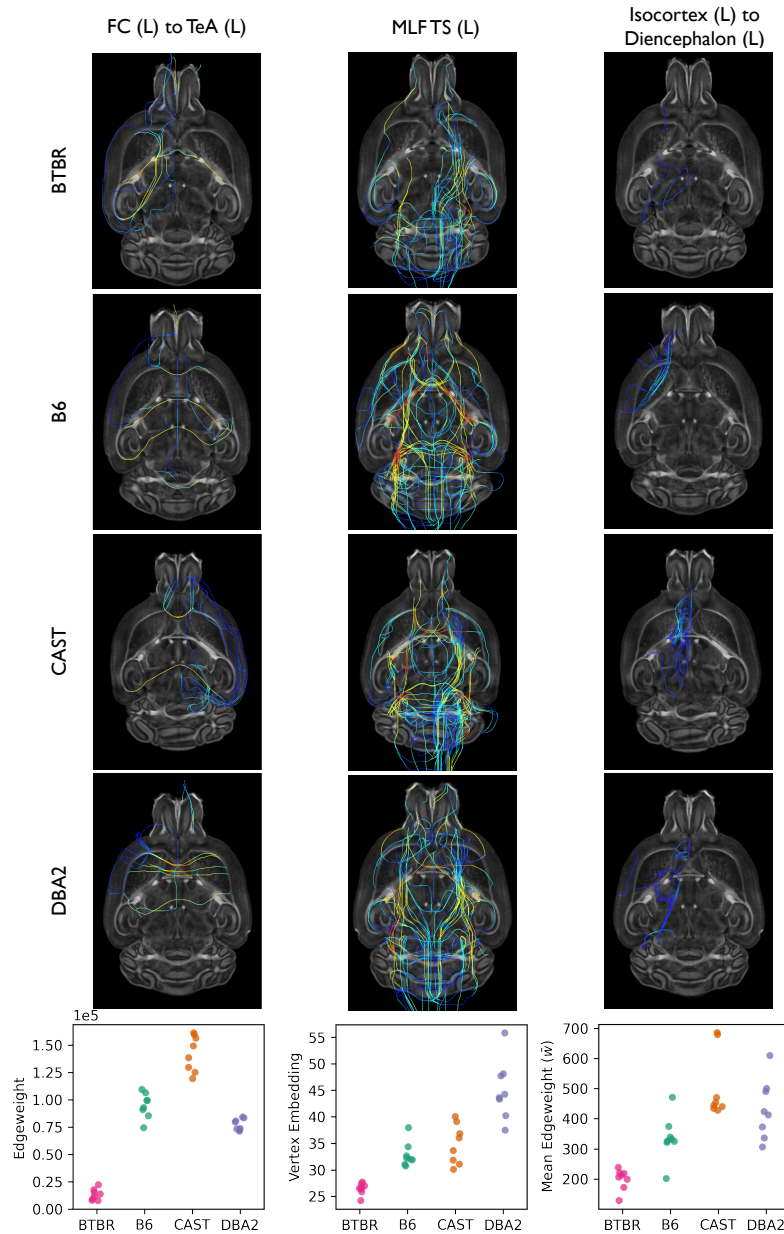 FC (L) to TeA (L)
MLF TS (L)
Isocortex (L) to
Diencephalon (L)
BTBR
B6
CAST
DBA2
1e5
Edgeweight
1.50
1.25
1.00
0.75
0.50
0.25
0.00
BTBR B6 CAST DBA2
Vertex Embedding
55
50
45
40
35
30
25
BTBR B6 CAST DBA2
Mean Edgeweight (w̄)
700
600
500
400
300
200
BTBR B6 CAST DBA2